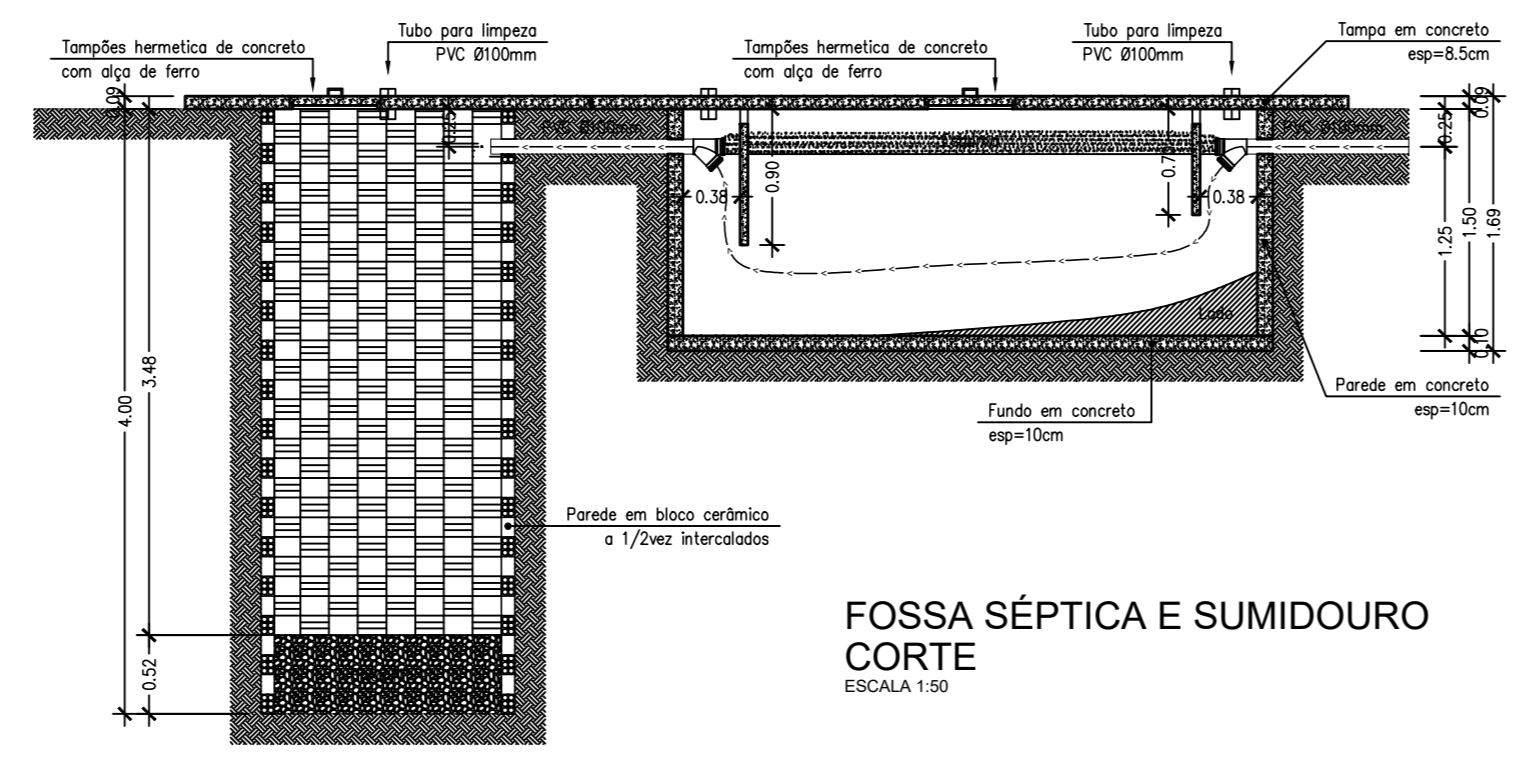 Tampões hermetica de concreto
com alça de ferro
Tubo para limpeza
PVC Ø100mm
Tampões hermetica de concreto
com alça de ferro
Tubo para limpeza
PVC Ø100mm
Tampa em concreto
esp=8.5cm
0.09
PVC Ø100mm
PVC Ø100mm
0.90
0.38
0.38
0.25
0.09
1.25
1.50
1.69
0.10
Lodo
Parede em concreto
esp=10cm
Fundo em concreto
esp=10cm
4.00
3.48
0.52
Parede em bloco cerâmico
a 1/2vez intercalados
FOSSA SÉPTICA E SUMIDOURO
CORTE
ESCALA 1:50